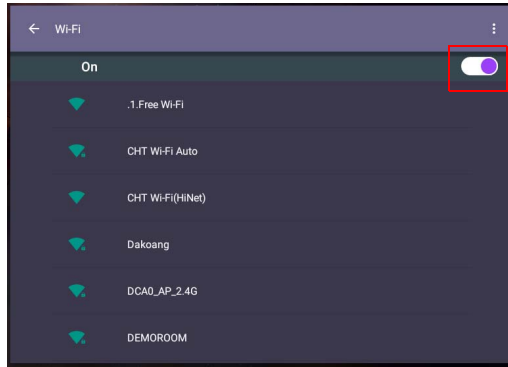 Wi-Fi
On
.1.Free Wi-Fi
CHT Wi-Fi Auto
CHT Wi-Fi(HiNet)
Dakoang
DCA0_AP_2.4G
DEMOROOM